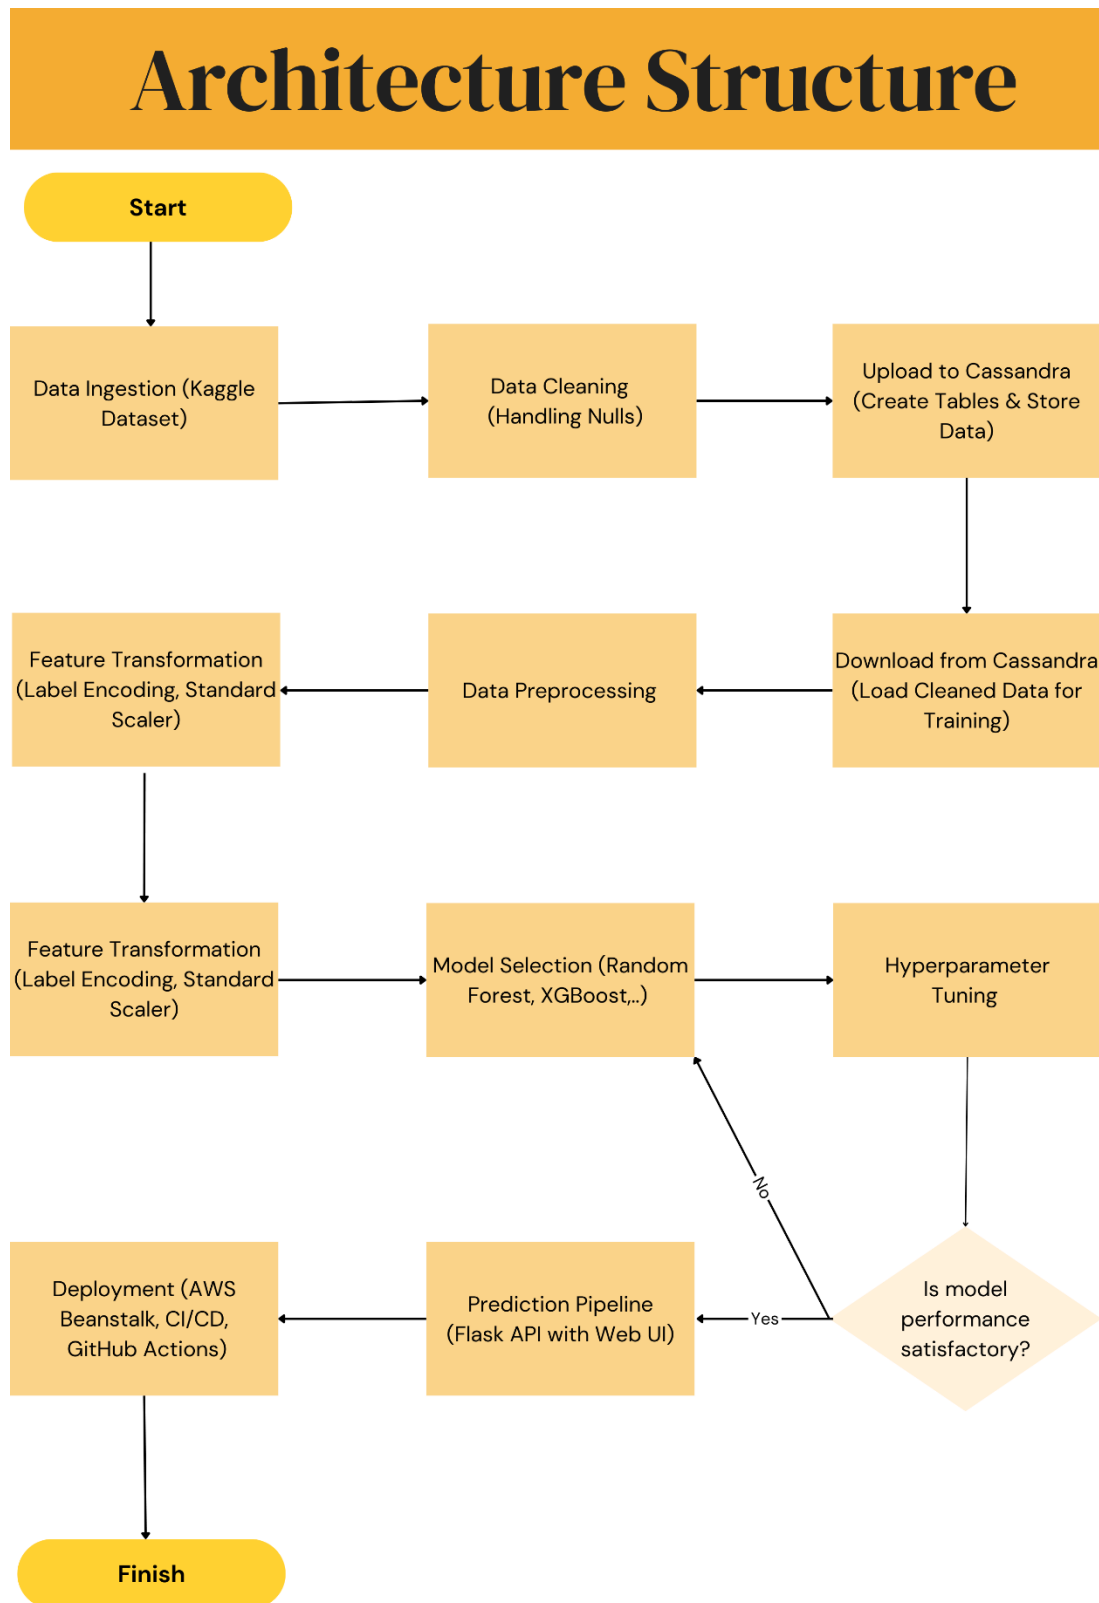 Architecture Structure
Start
Data Ingestion (Kaggle
Dataset)
Data Cleaning
(Handling Nulls)
Upload to Cassandra
(Create Tables & Store
Data)
Download from Cassandra
(Load Cleaned Data for
Training)
Data Preprocessing
Feature Transformation
(Label Encoding, Standard
Scaler)
Feature Transformation
(Label Encoding, Standard
Scaler)
Model Selection (Random
Forest, XGBoost,..)
Hyperparameter
Tuning
No
Is model
performance
satisfactory?
Yes
Prediction Pipeline
(Flask API with Web UI)
Deployment (AWS
Beanstalk, CI/CD,
GitHub Actions)
Finish